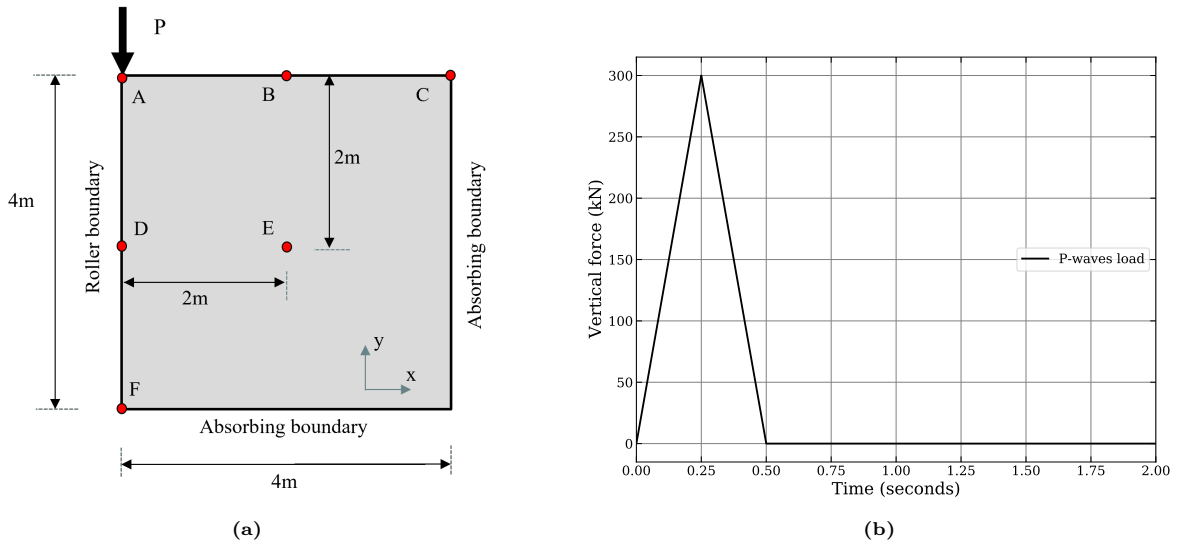 P
A
B
C
2m
4m
Roller boundary
Absorbing boundary
D
E
2m
y
x
F
Absorbing boundary
4m
(a)
300
250
200
150
100
50
0
Vertical force (kN)
P-waves load
0.00 0.25 0.50 0.75 1.00 1.25 1.50 1.75 2.00
Time (seconds)
(b)